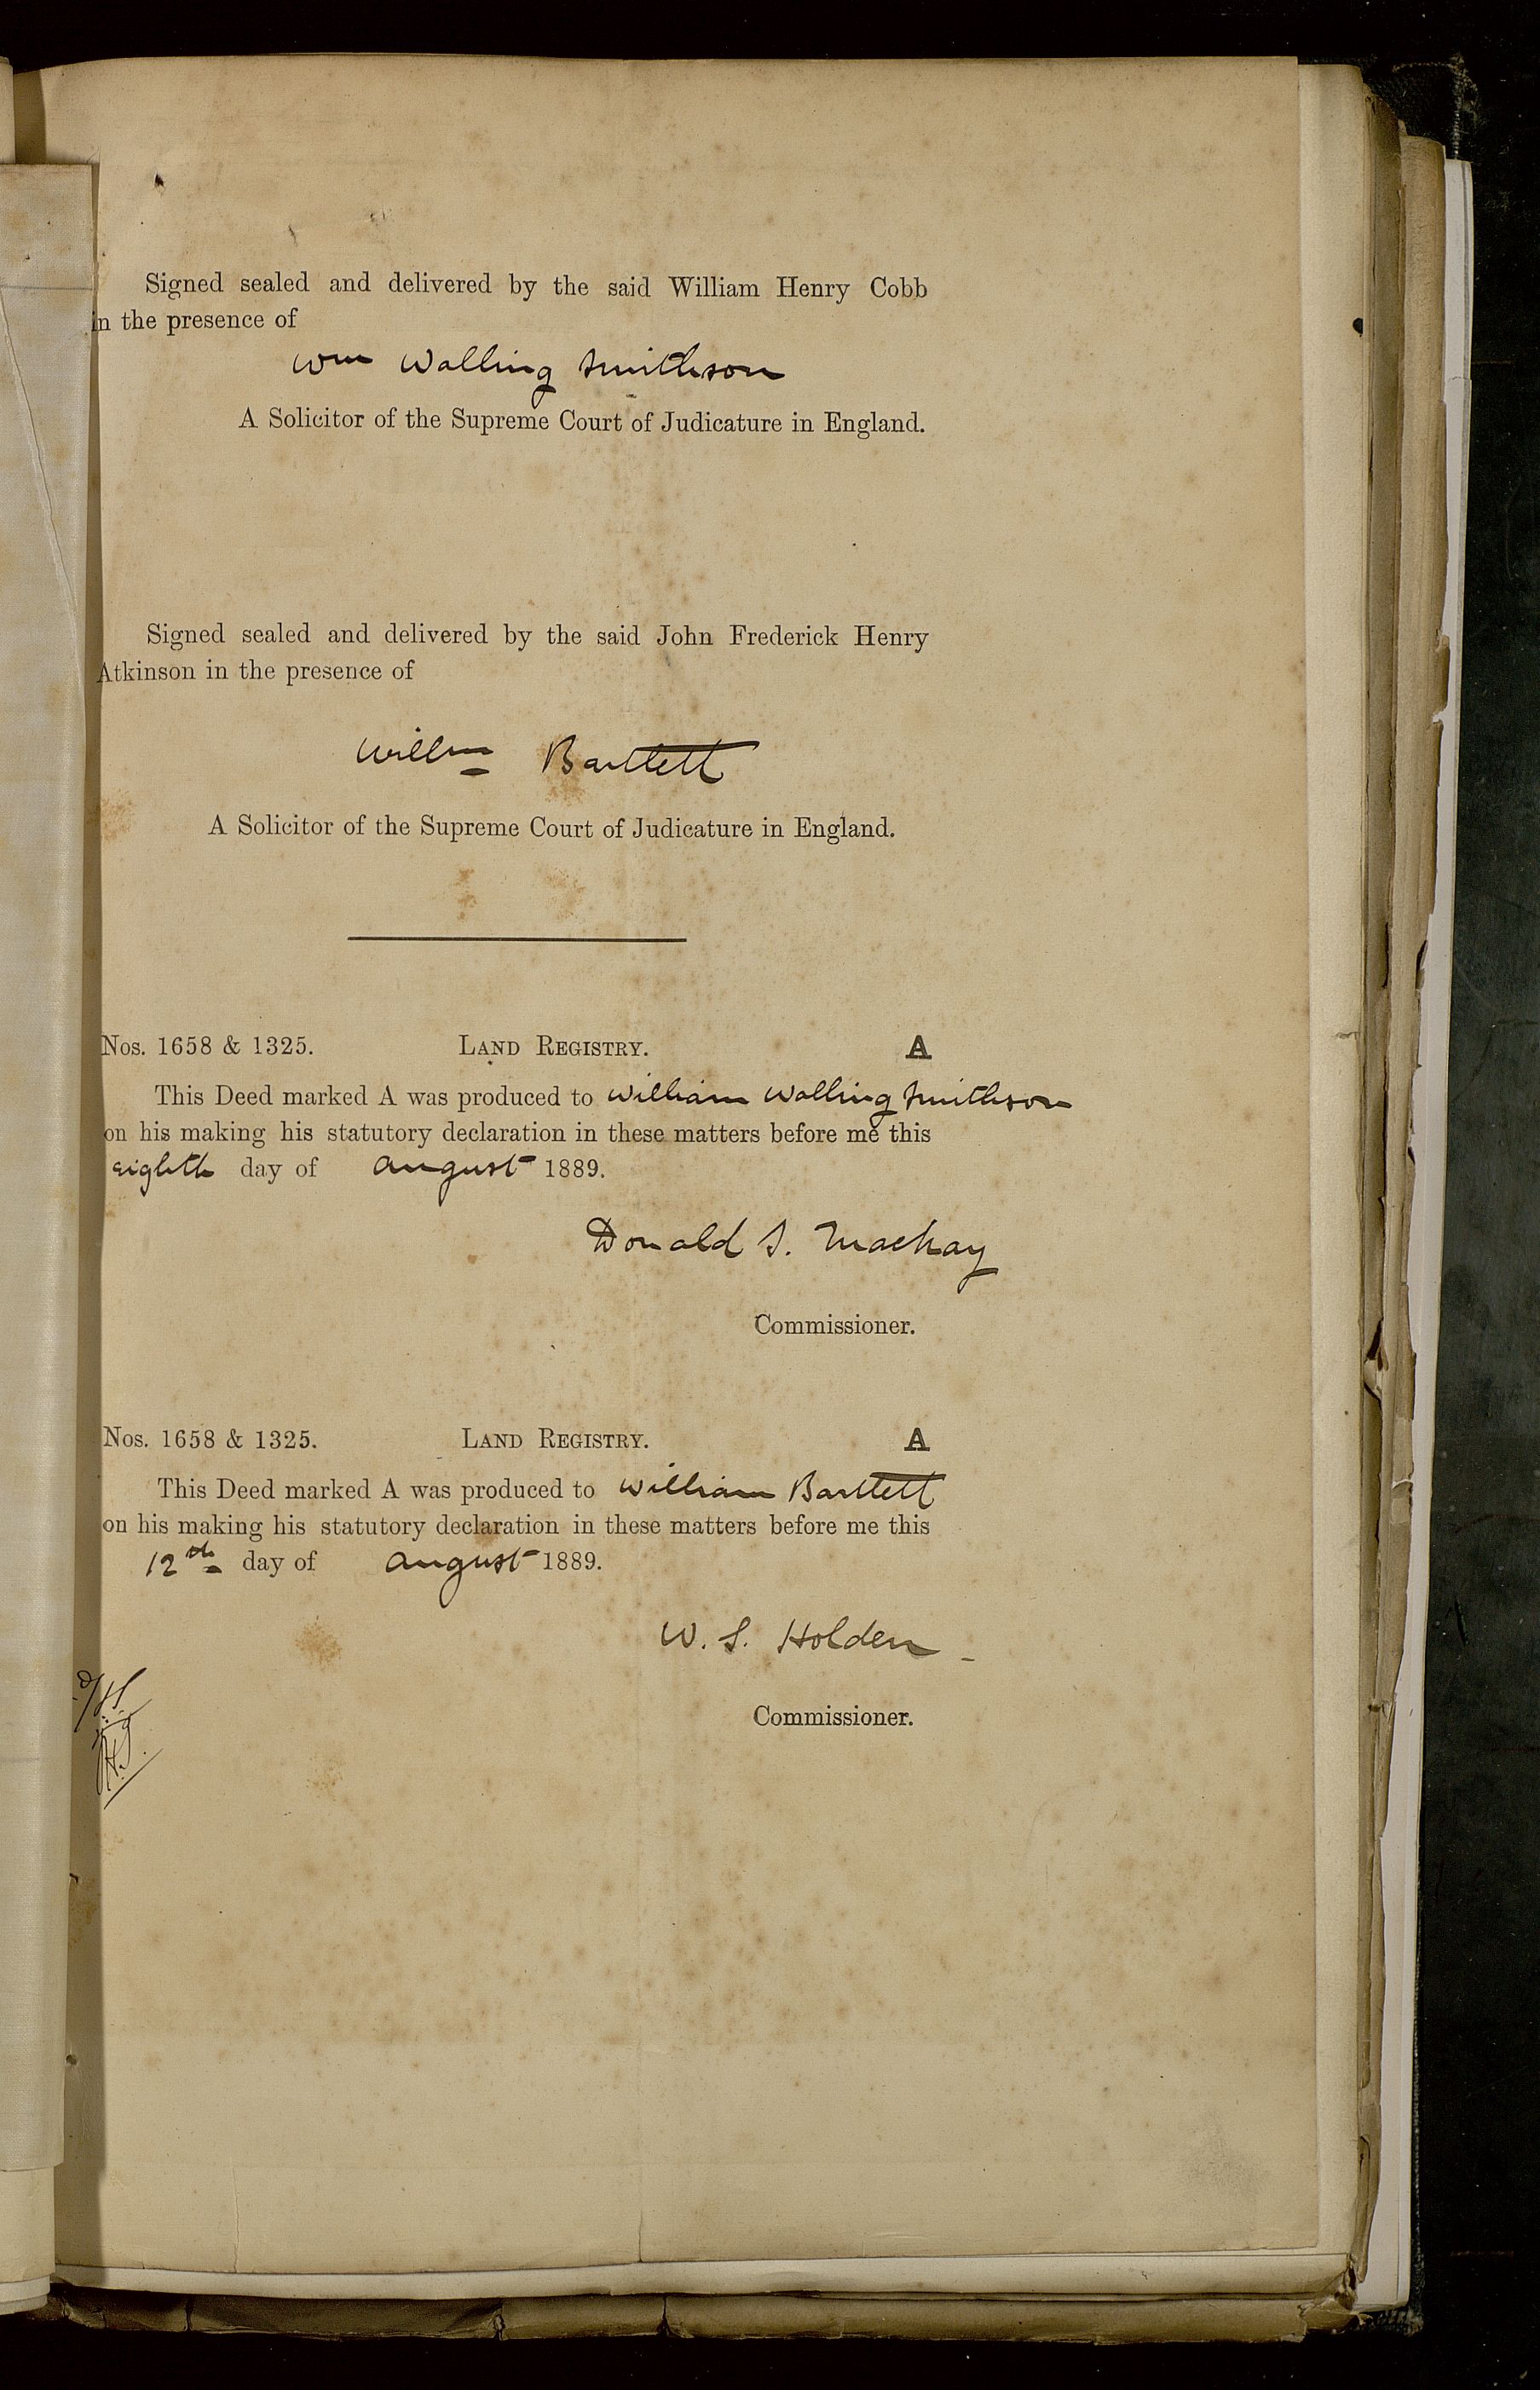 Signed sealed and delivered by the said William Henry Cobb
in the presence of
Wm Walling Smithson
A Solicitor of the Supreme Court of Judicature in England.
Signed sealed and delivered by the said John Frederick Henry
Atkinson in the presence of
Willm Bartlett
A Solicitor of the Supreme Court of Judicature in England.
Nos. 1658 & 1325. LAND REGISTRY. A
This Deed marked A was produced to William Walling Smithson
on his making his statutory declaration in these matters before me this
eighth day of August 1889.
Donald S. Mackay
Commissioner.
Nos. 1658 & 1325. LAND REGISTRY. A
This Deed marked A was produced to William Bartlett
on his making his statutory declaration in these matters before me this
12th day of August 1889.
W. S. Holden
Commissioner.